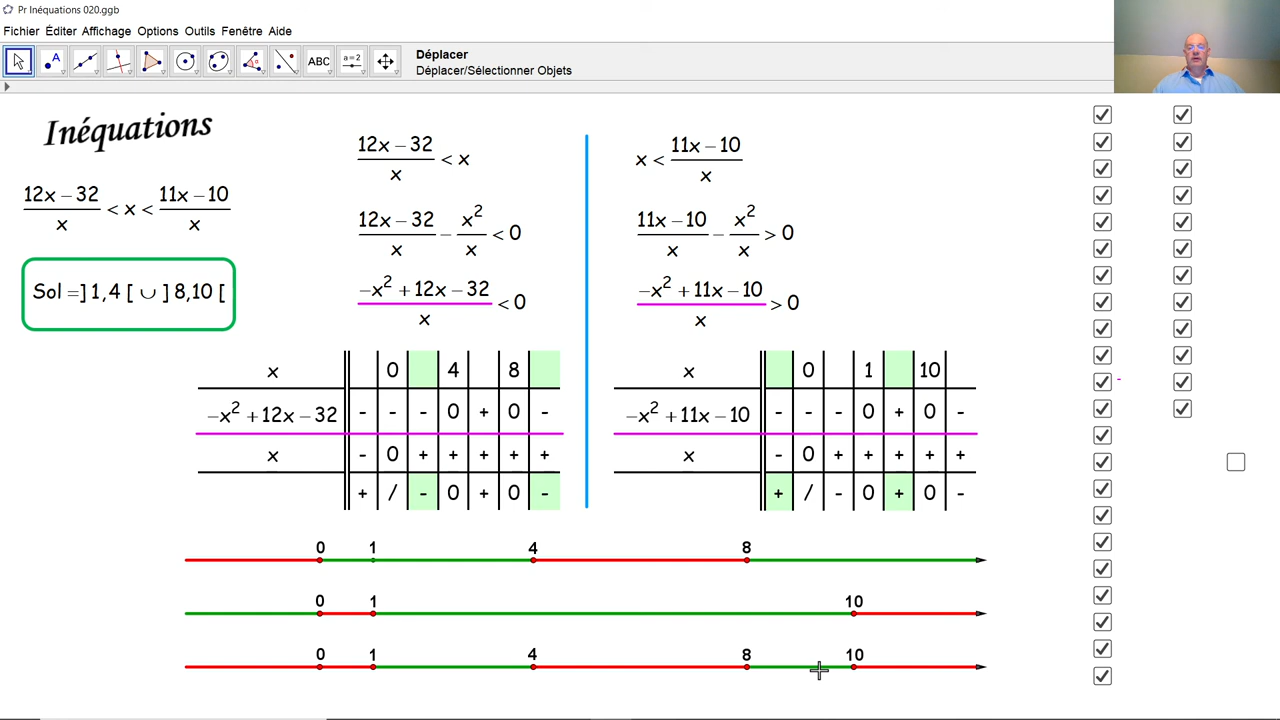 Pr Inéquations 020.ggb
Fichier Éditer Affichage Options Outils Fenêtre Aide
A
ABC
a=2
Déplacer
Déplacer/Sélectionner Objets
Inéquations
(12x – 32)/x < x < (11x – 10)/x
Sol =] 1,4 [ ∪ ] 8,10 [
(12x – 32)/x < x
(12x – 32)/x – x²/x < 0
(–x² + 12x – 32)/x < 0
x < (11x – 10)/x
(11x – 10)/x – x²/x > 0
(–x² + 11x – 10)/x > 0
x 0 4 8
–x² + 12x – 32 - - - 0 + 0 -
x - 0 + + + + +
+ / - 0 + 0 -
x 0 1 10
–x² + 11x – 10 - - - 0 + 0 -
x - 0 + + + + +
+ / - 0 + 0 -
0 1 4 8
0 1 10
0 1 4 8 10